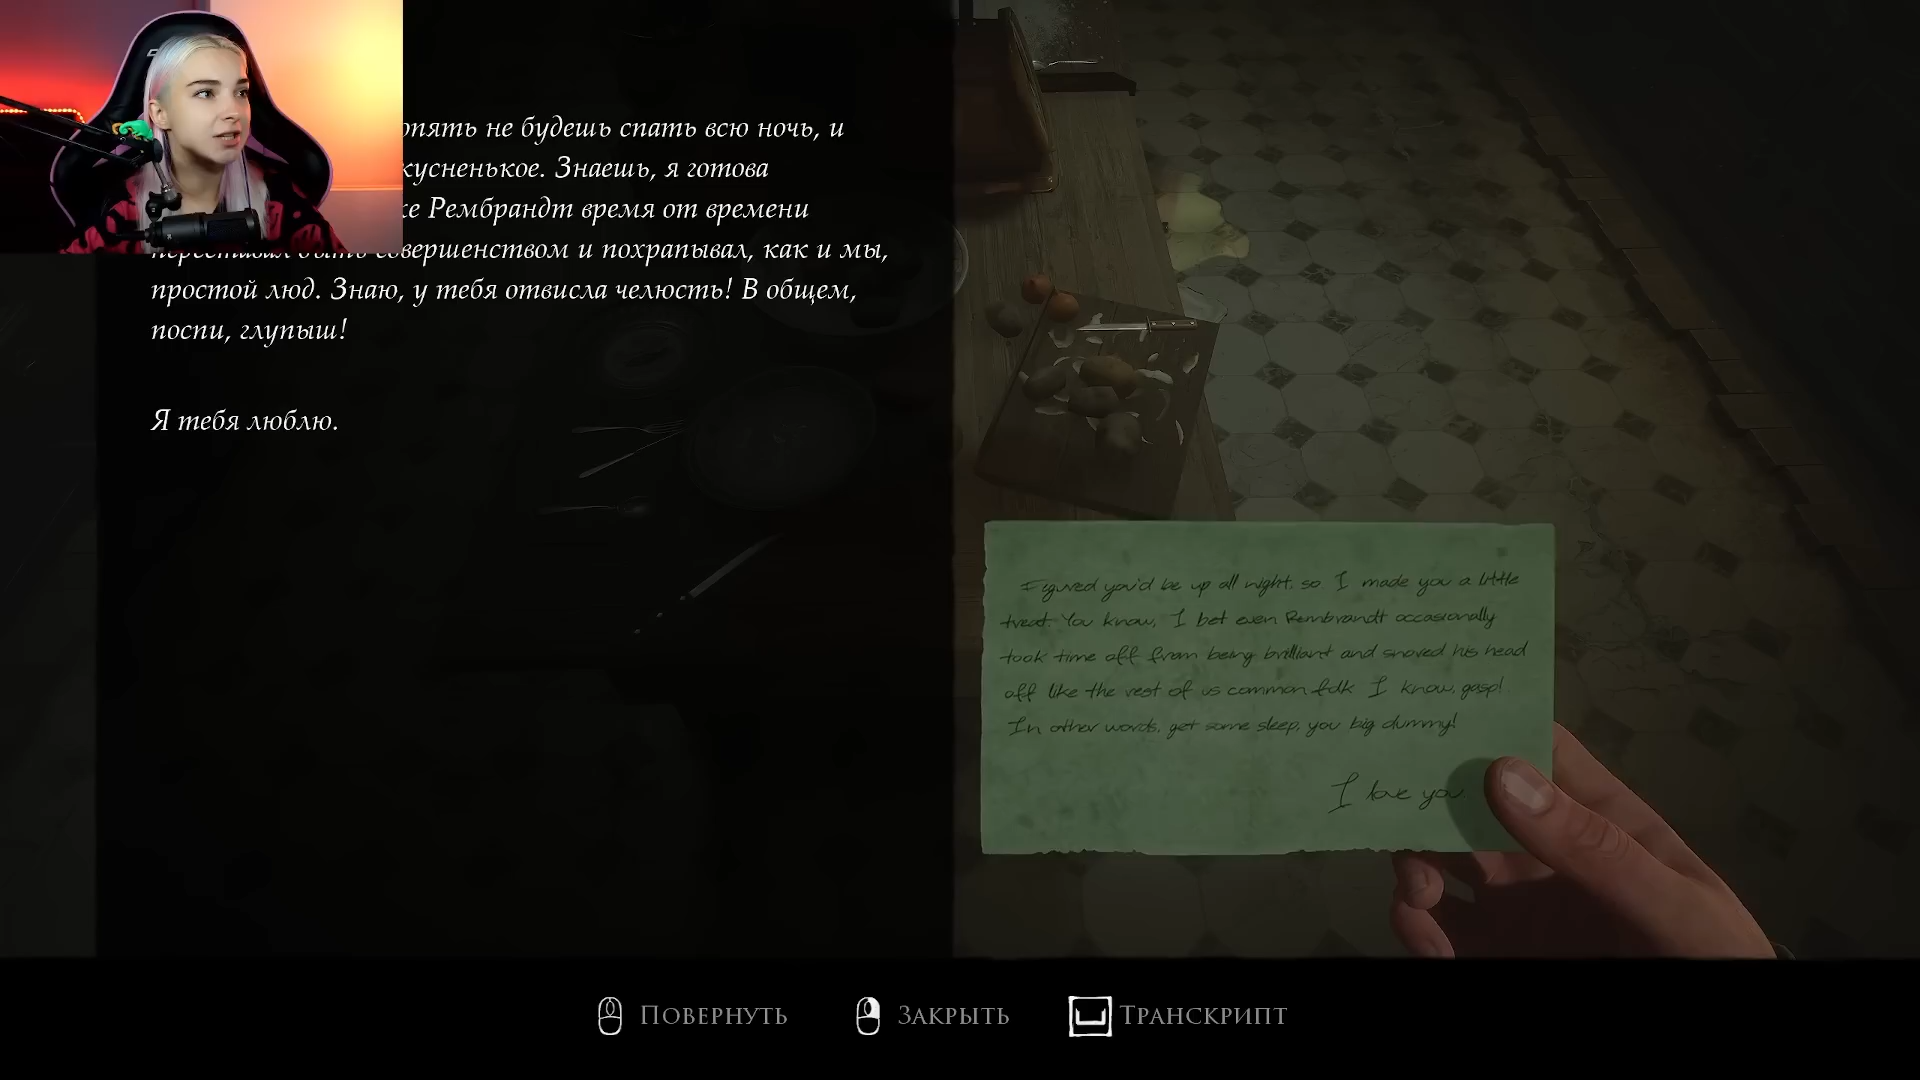 опять не будешь спать всю ночь, и
кусненькое. Знаешь, я готова
Рембрандт время от времени
переставал быть совершенством и похрапывал, как и мы,
простой люд. Знаю, у тебя отвисла челюсть! В общем,
поспи, глупыш!
Я тебя люблю.
Figured you'd be up all night, so I made you a little
treat. You know, I bet even Rembrandt occasionally
took time off from being brilliant and snored his head
off like the rest of us common folk I know, gasp!
In other words, get some sleep, you big dummy!
I love you.
Повернуть
Закрыть
Транскрипт